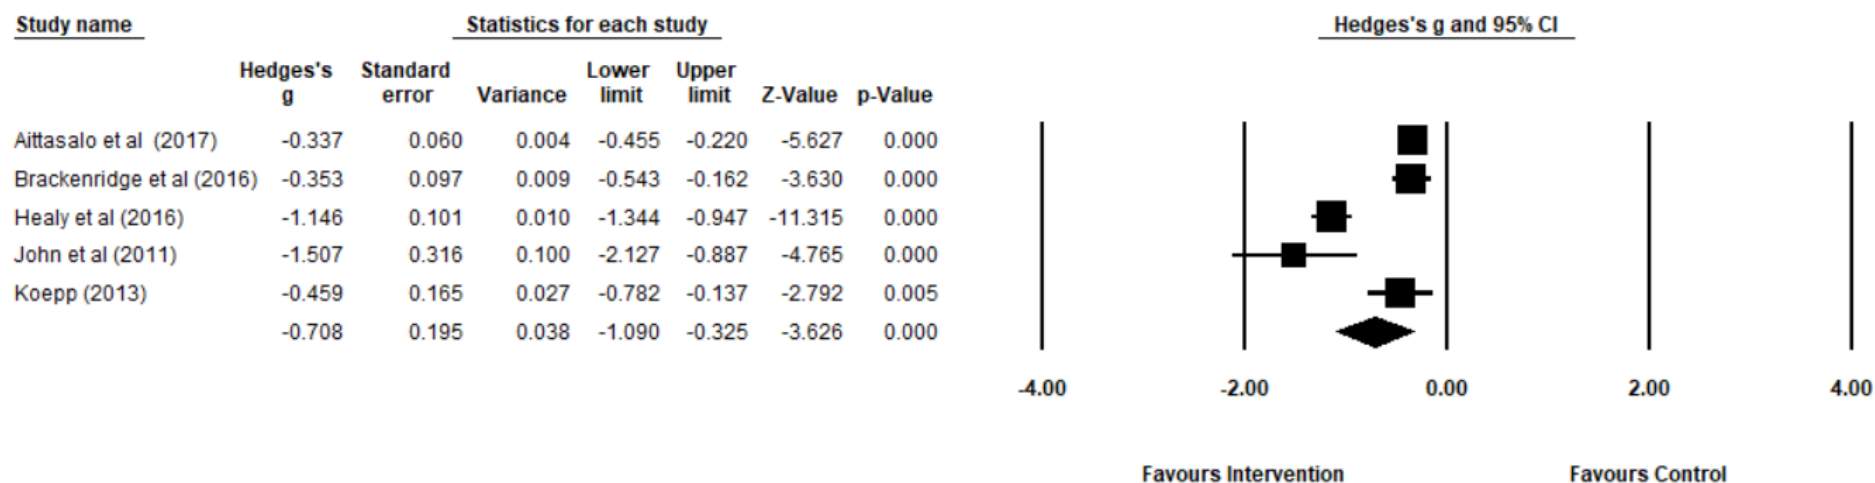 Study name Statistics for each study Hedges's g and 95% CI
Hedges's Standard Lower Upper
g error Variance limit limit Z-Value p-Value
Aittasalo et al (2017) -0.337 0.060 0.004 -0.455 -0.220 -5.627 0.000
Brackenridge et al (2016) -0.353 0.097 0.009 -0.543 -0.162 -3.630 0.000
Healy et al (2016) -1.146 0.101 0.010 -1.344 -0.947 -11.315 0.000
John et al (2011) -1.507 0.316 0.100 -2.127 -0.887 -4.765 0.000
Koepp (2013) -0.459 0.165 0.027 -0.782 -0.137 -2.792 0.005
-0.708 0.195 0.038 -1.090 -0.325 -3.626 0.000
-4.00 -2.00 0.00 2.00 4.00
Favours Intervention Favours Control